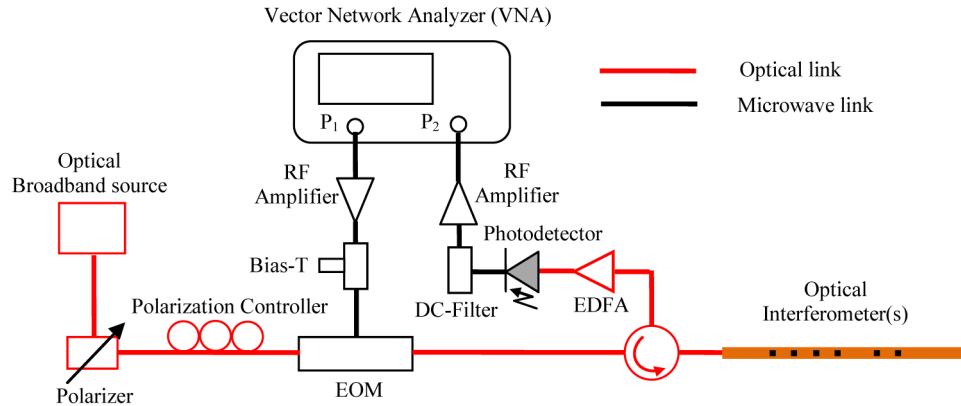 Vector Network Analyzer (VNA)
P1
P2
Optical link
Microwave link
Optical
Broadband source
RF
Amplifier
RF
Amplifier
Photodetector
Bias-T
DC-Filter
EDFA
Optical
Interferometer(s)
Polarization Controller
Polarizer
EOM